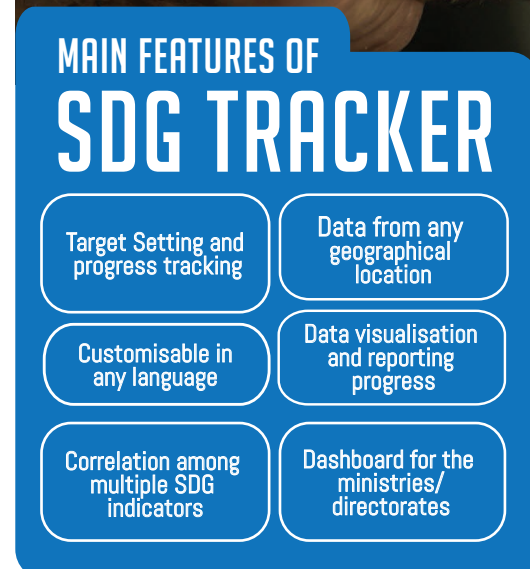 MAIN FEATURES OF
SDG TRACKER
Target Setting and
progress tracking
Data from any
geographical
location
Customisable in
any language
Data visualisation
and reporting
progress
Correlation among
multiple SDG
indicators
Dashboard for the
ministries/
directorates